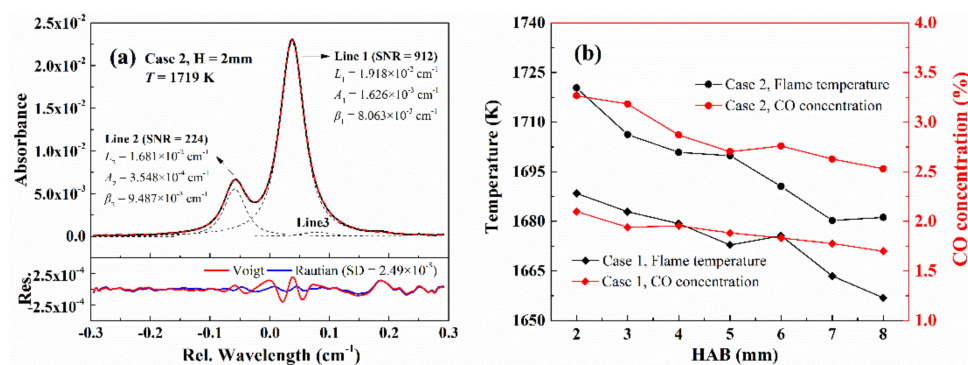 (a)
Case 2, H = 2mm
T = 1719 K
Line 1 (SNR = 912)
L1 = 1.918×10-2 cm-1
A1 = 1.626×10-3 cm-1
β1 = 8.063×10-3 cm-1
Line 2 (SNR = 224)
L2 = 1.681×10-2 cm-1
A2 = 3.548×10-4 cm-1
β2 = 9.487×10-3 cm-1
Line3
Absorbance
2.5x10-2
2.0x10-2
1.5x10-2
1.0x10-2
5.0x10-3
0.0
Res.
2.5x10-4
-2.5x10-4
Voigt
Rautian (SD = 2.49×10-5)
-0.3 -0.2 -0.1 0.0 0.1 0.2 0.3
Rel. Wavelength (cm-1)
(b)
Temperature (K)
1740
1725
1710
1695
1680
1665
1650
Case 2, Flame temperature
Case 2, CO concentration
Case 1, Flame temperature
Case 1, CO concentration
2 3 4 5 6 7 8
HAB (mm)
4.0
3.5
3.0
2.5
2.0
1.5
1.0
CO concentration (%)